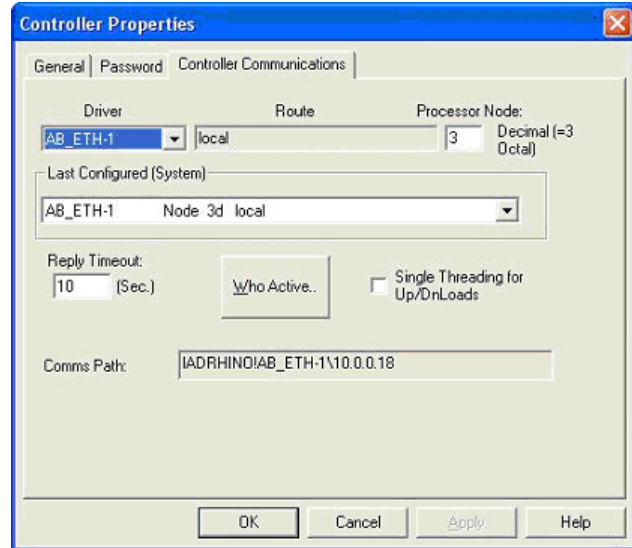 Controller Properties
General Password Controller Communications
Driver Route Processor Node:
AB_ETH-1 local 3 Decimal (=3
Octal)
Last Configured (System)
AB_ETH-1 Node 3d local
Reply Timeout:
10 (Sec.) Who Active.. Single Threading for
Up/DnLoads
Comms Path: IADRHINO!AB_ETH-1\10.0.0.18
OK Cancel Apply Help